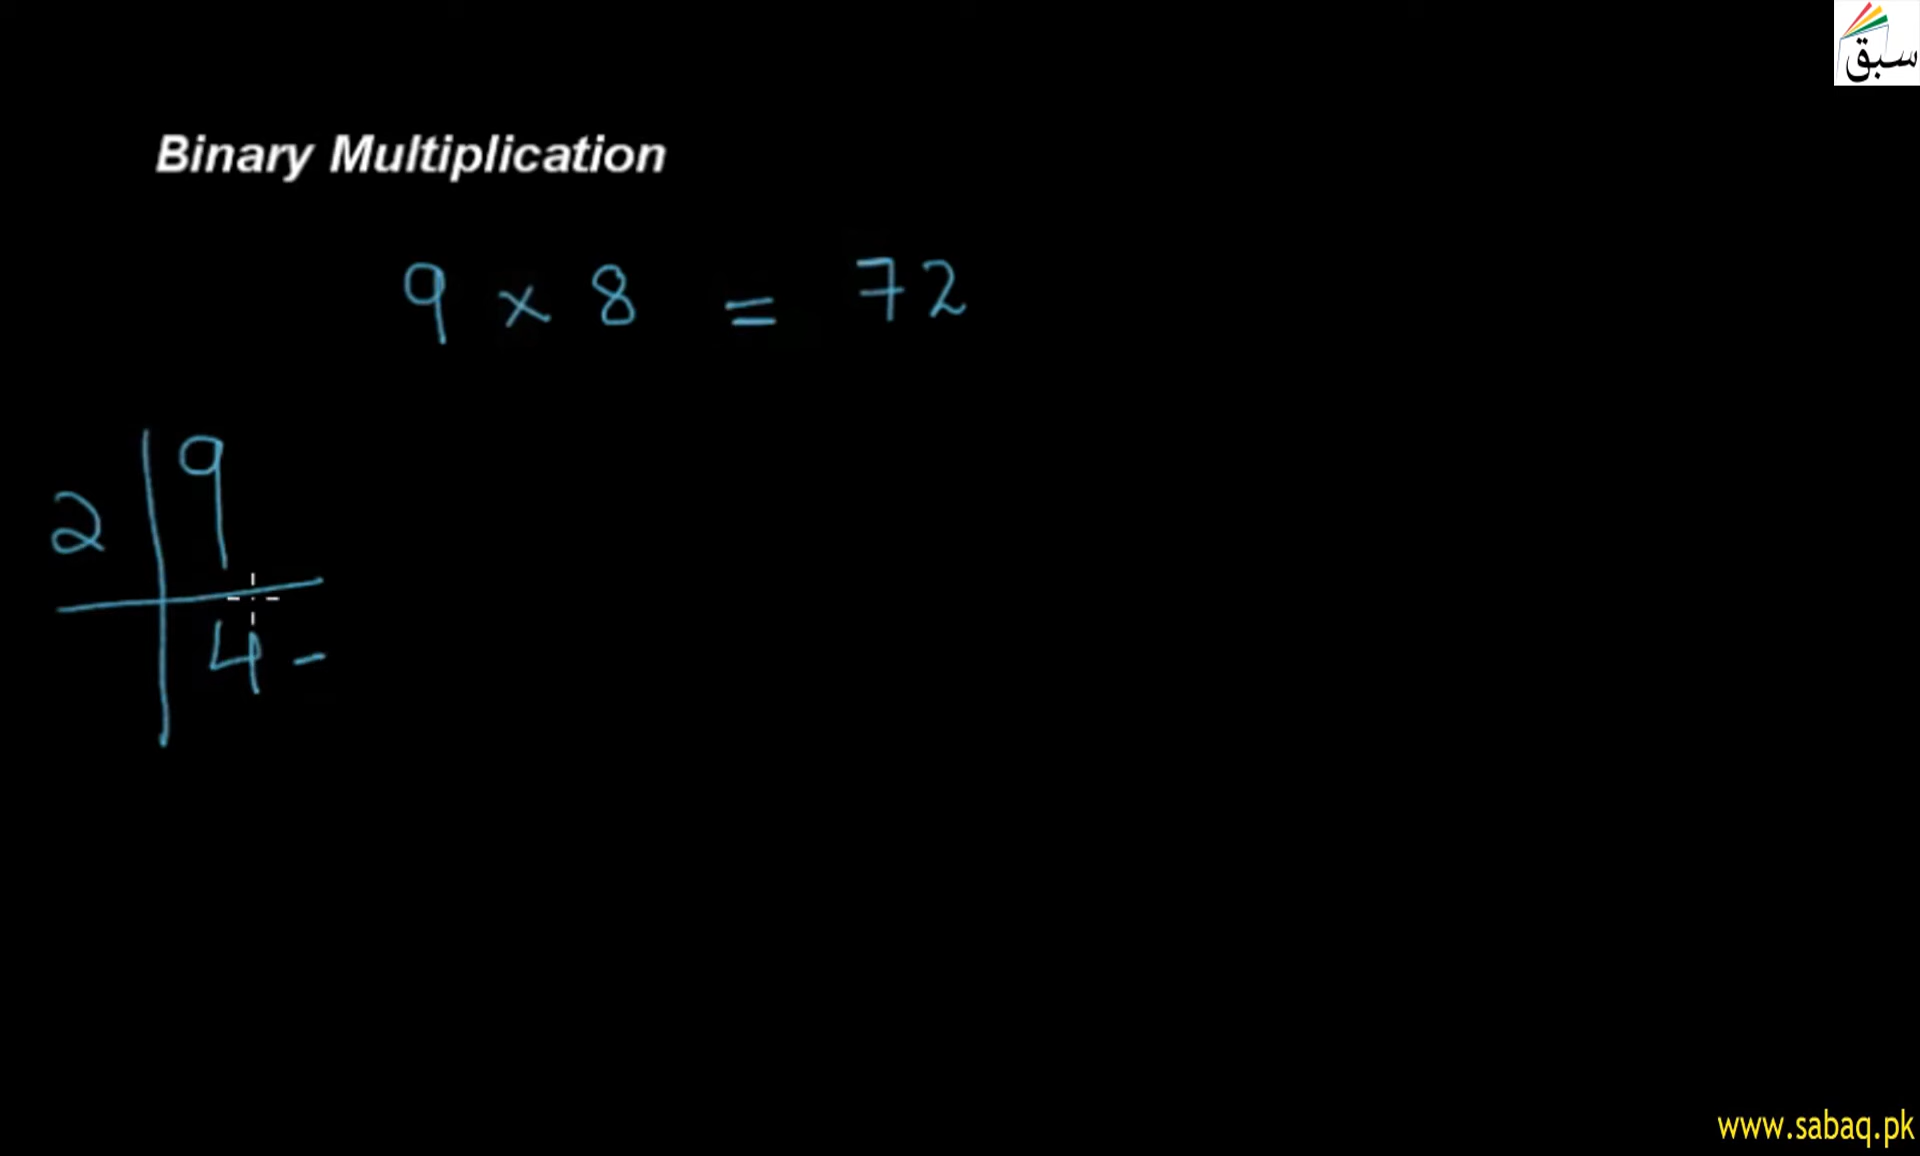 سبق
Binary Multiplication
9 × 8 = 72
2 | 9
4 -
www.sabaq.pk